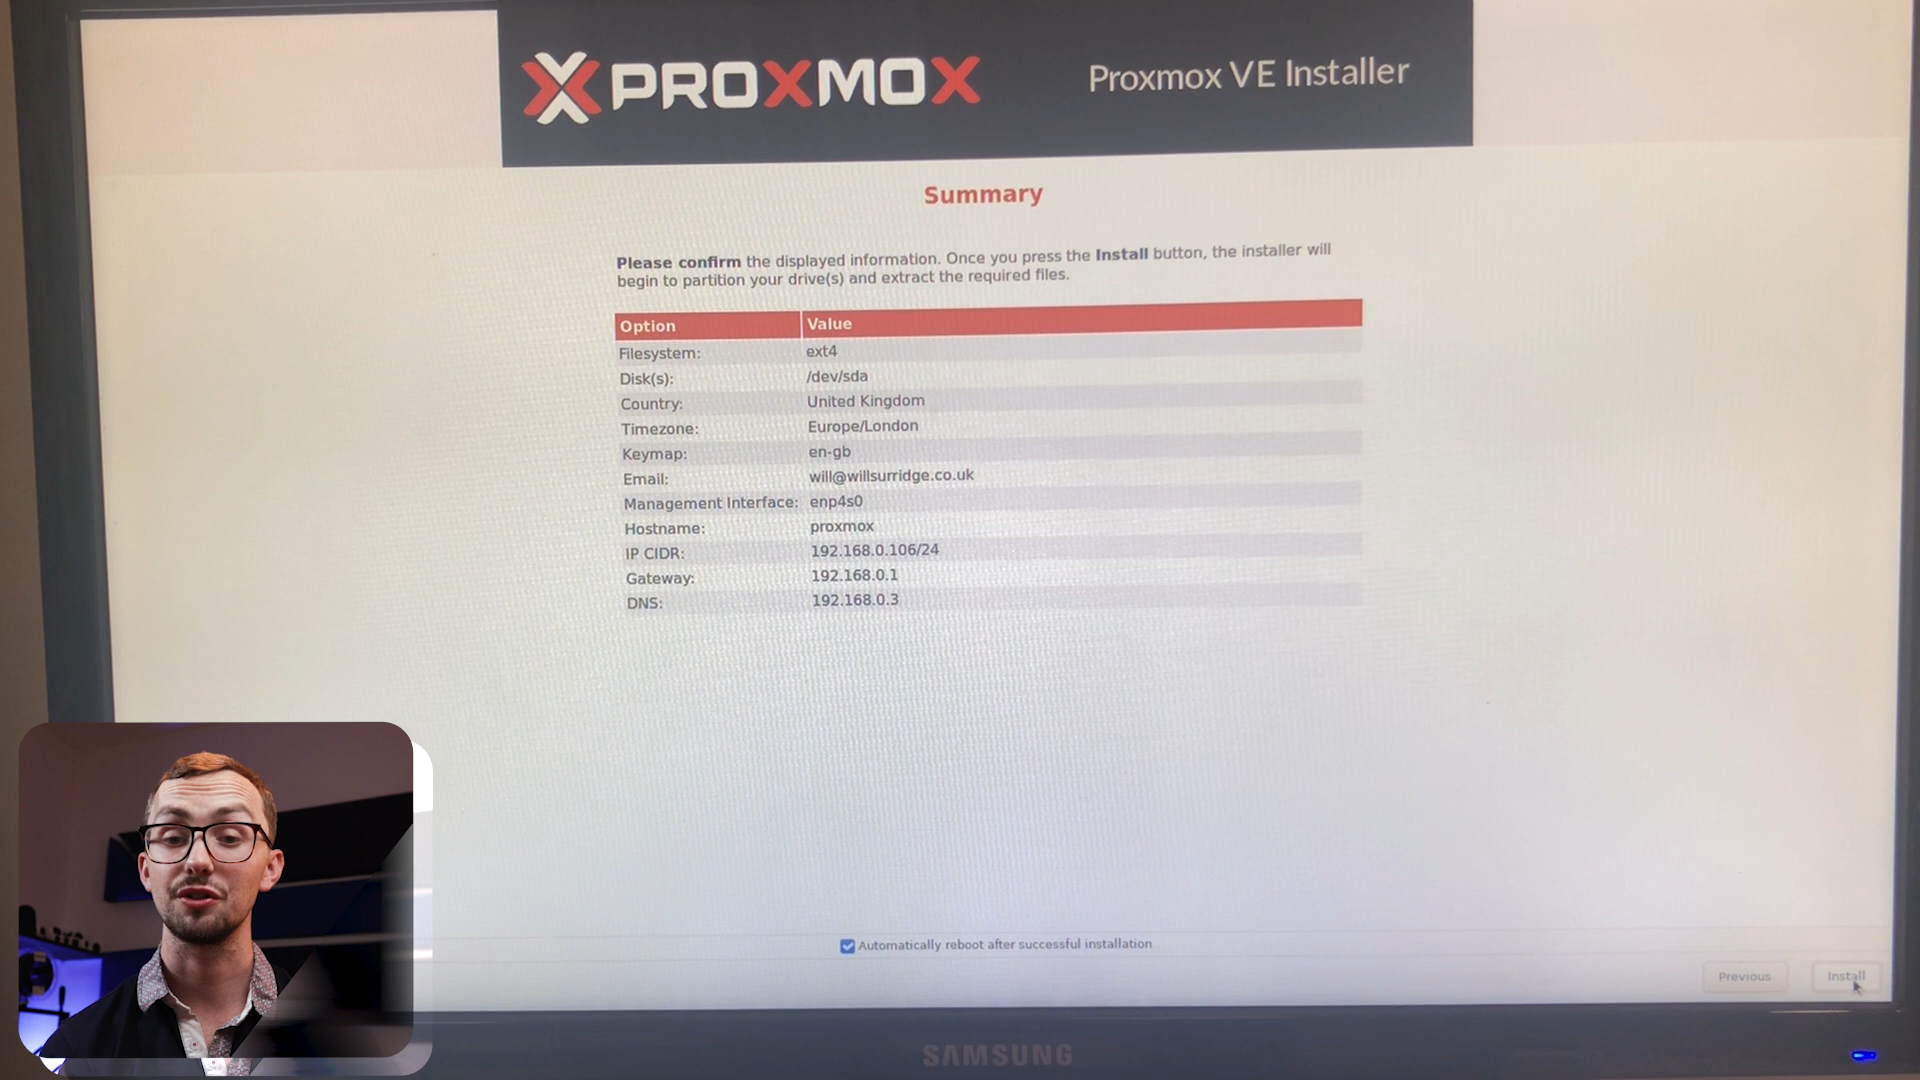 PROXMOX
Proxmox VE Installer
Summary
Please confirm the displayed information. Once you press the Install button, the installer will
begin to partition your drive(s) and extract the required files.
Option Value
Filesystem: ext4
Disk(s): /dev/sda
Country: United Kingdom
Timezone: Europe/London
Keymap: en-gb
Email: will@willsurridge.co.uk
Management Interface: enp4s0
Hostname: proxmox
IP CIDR: 192.168.0.106/24
Gateway: 192.168.0.1
DNS: 192.168.0.3
Automatically reboot after successful installation
Previous Install
SAMSUNG